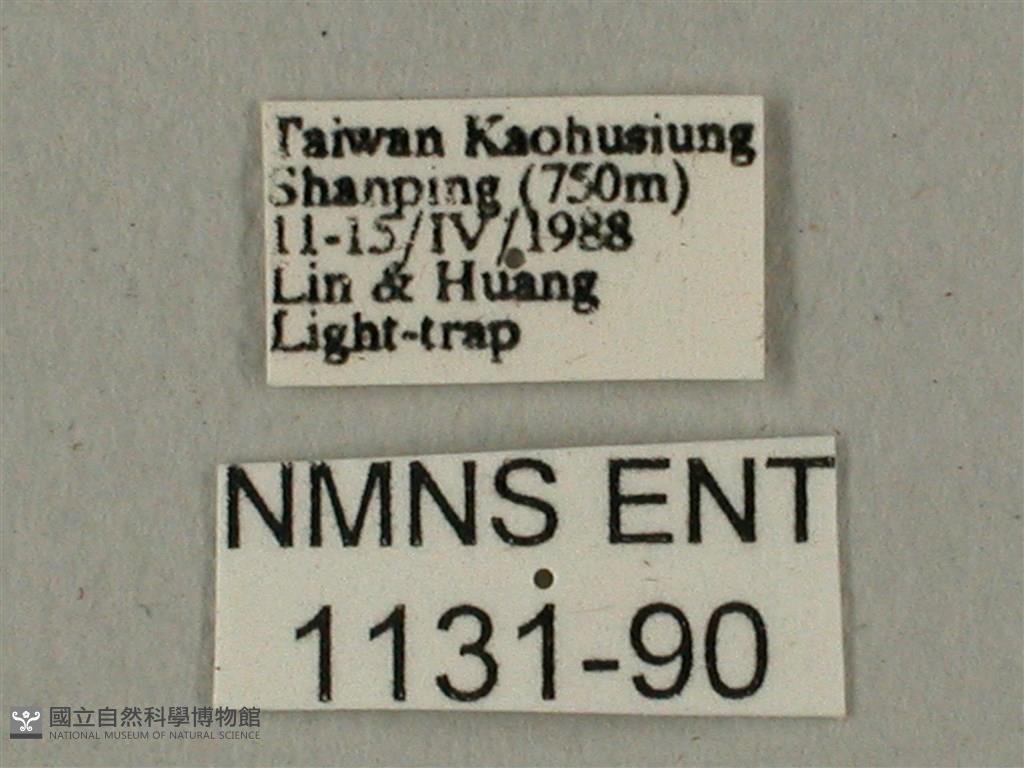 Taiwan Kaohusiung
Shanping (750m)
11-15/IV/1988
Lin & Huang
Light-trap
NMNS ENT
1131-90
國立自然科學博物館
NATIONAL MUSEUM OF NATURAL SCIENCE